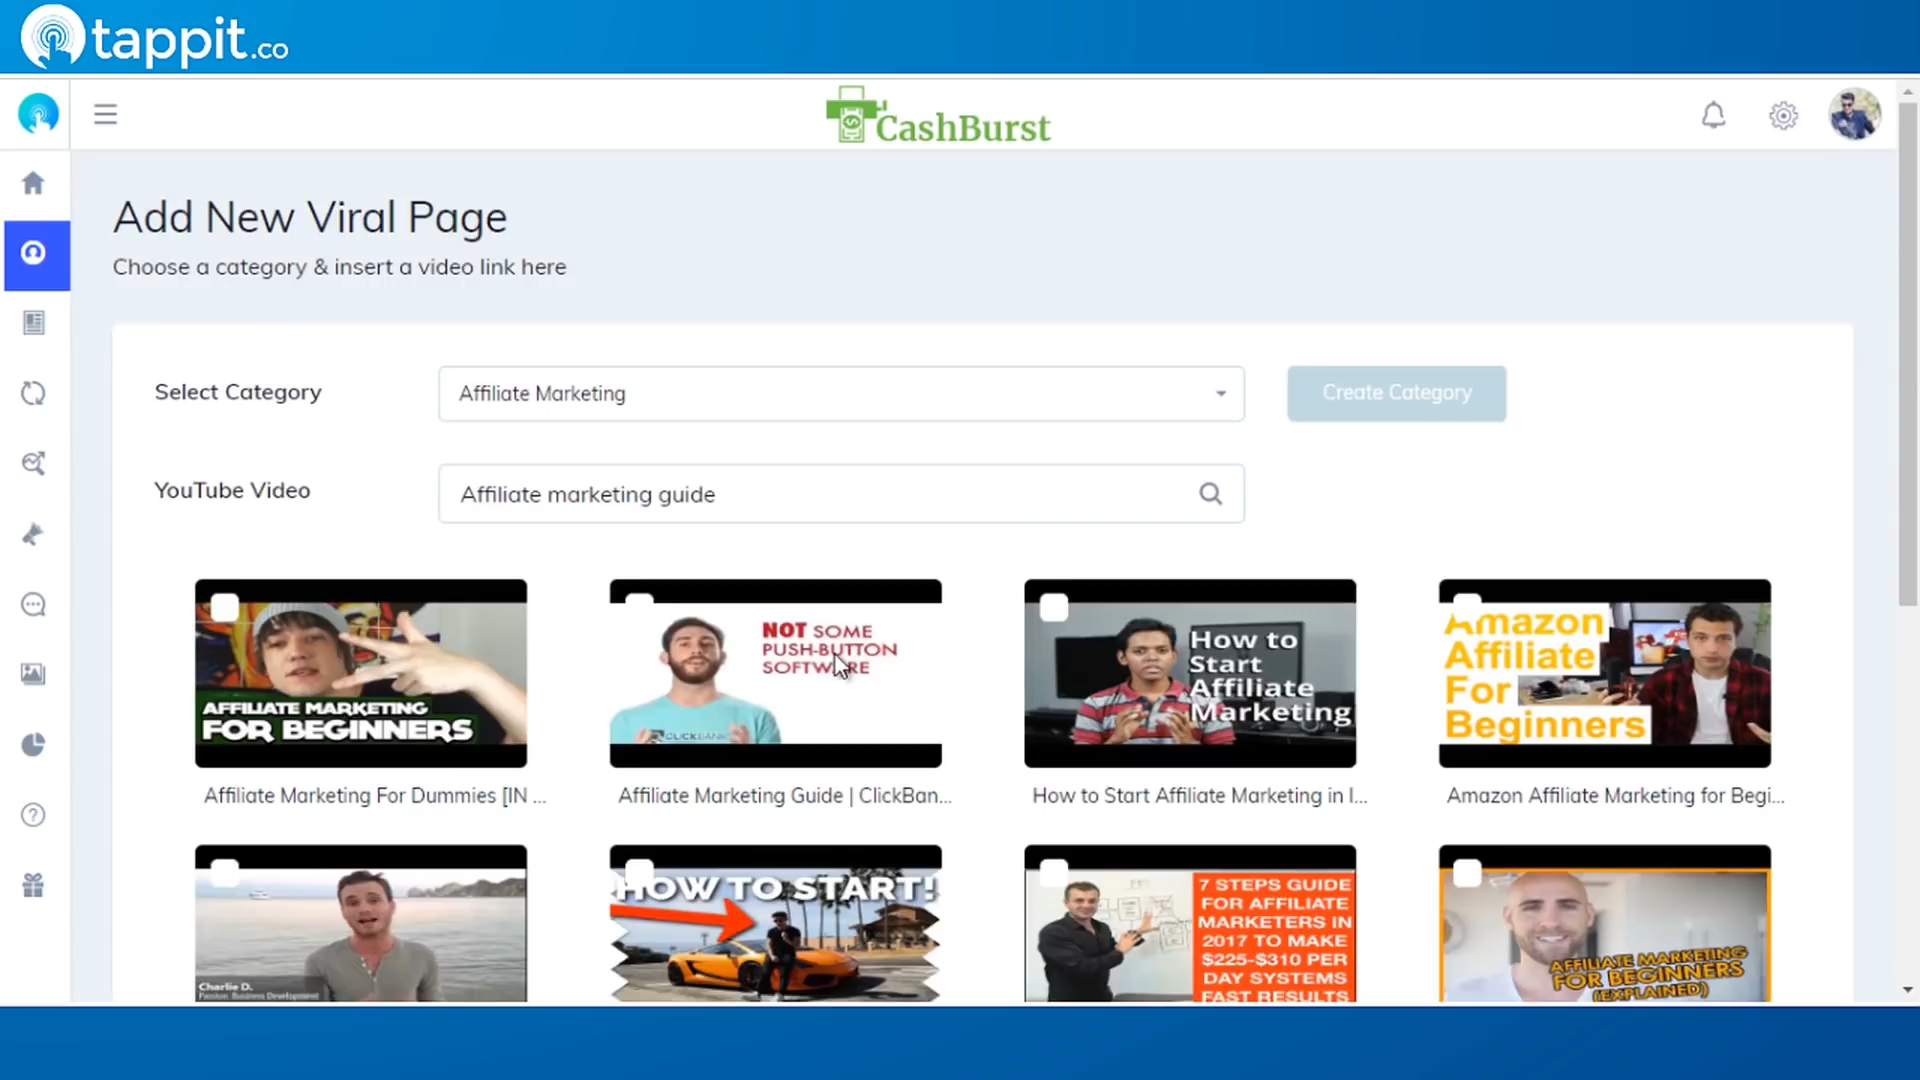 tappit.co
CashBurst
Add New Viral Page
Choose a category & insert a video link here
Select Category
Affiliate Marketing
Create Category
YouTube Video
Affiliate marketing guide
AFFILIATE MARKETING
FOR BEGINNERS
NOT SOME
PUSH-BUTTON
SOFTWARE
CLICKBANK
How to
Start
Affiliate
Marketing
Amazon
Affiliate
For
Beginners
Affiliate Marketing For Dummies [IN ...
Affiliate Marketing Guide | ClickBan...
How to Start Affiliate Marketing in I...
Amazon Affiliate Marketing for Begi...
Charlie D.
Passion: Business Development
HOW TO START!
7 STEPS GUIDE
FOR AFFILIATE
MARKETERS IN
2017 TO MAKE
$225-$310 PER
DAY SYSTEMS
FAST RESULTS
AFFILIATE MARKETING
FOR BEGINNERS
(EXPLAINED)